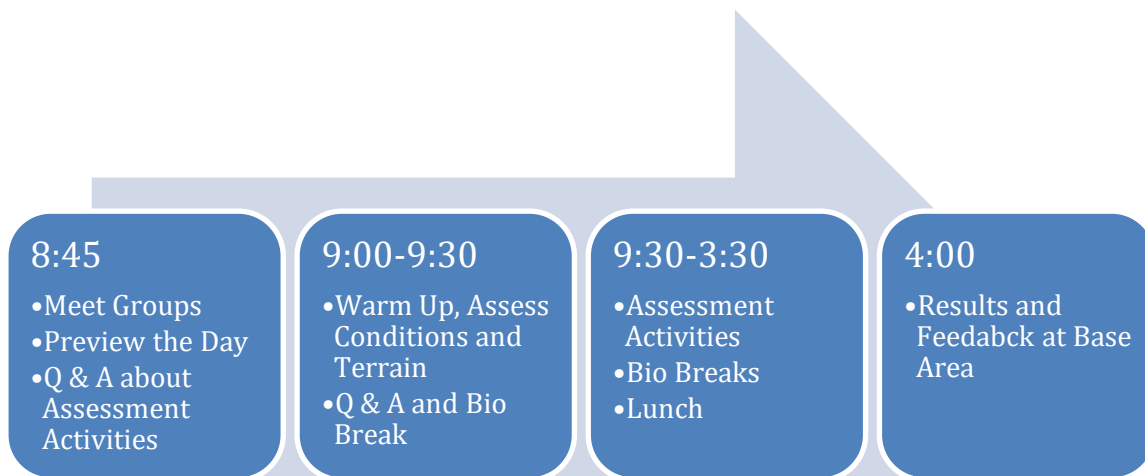 8:45
•Meet Groups
•Preview the Day
•Q & A about
Assessment
Activities
9:00-9:30
•Warm Up, Assess
Conditions and
Terrain
•Q & A and Bio
Break
9:30-3:30
•Assessment
Activities
•Bio Breaks
•Lunch
4:00
•Results and
Feedabck at Base
Area